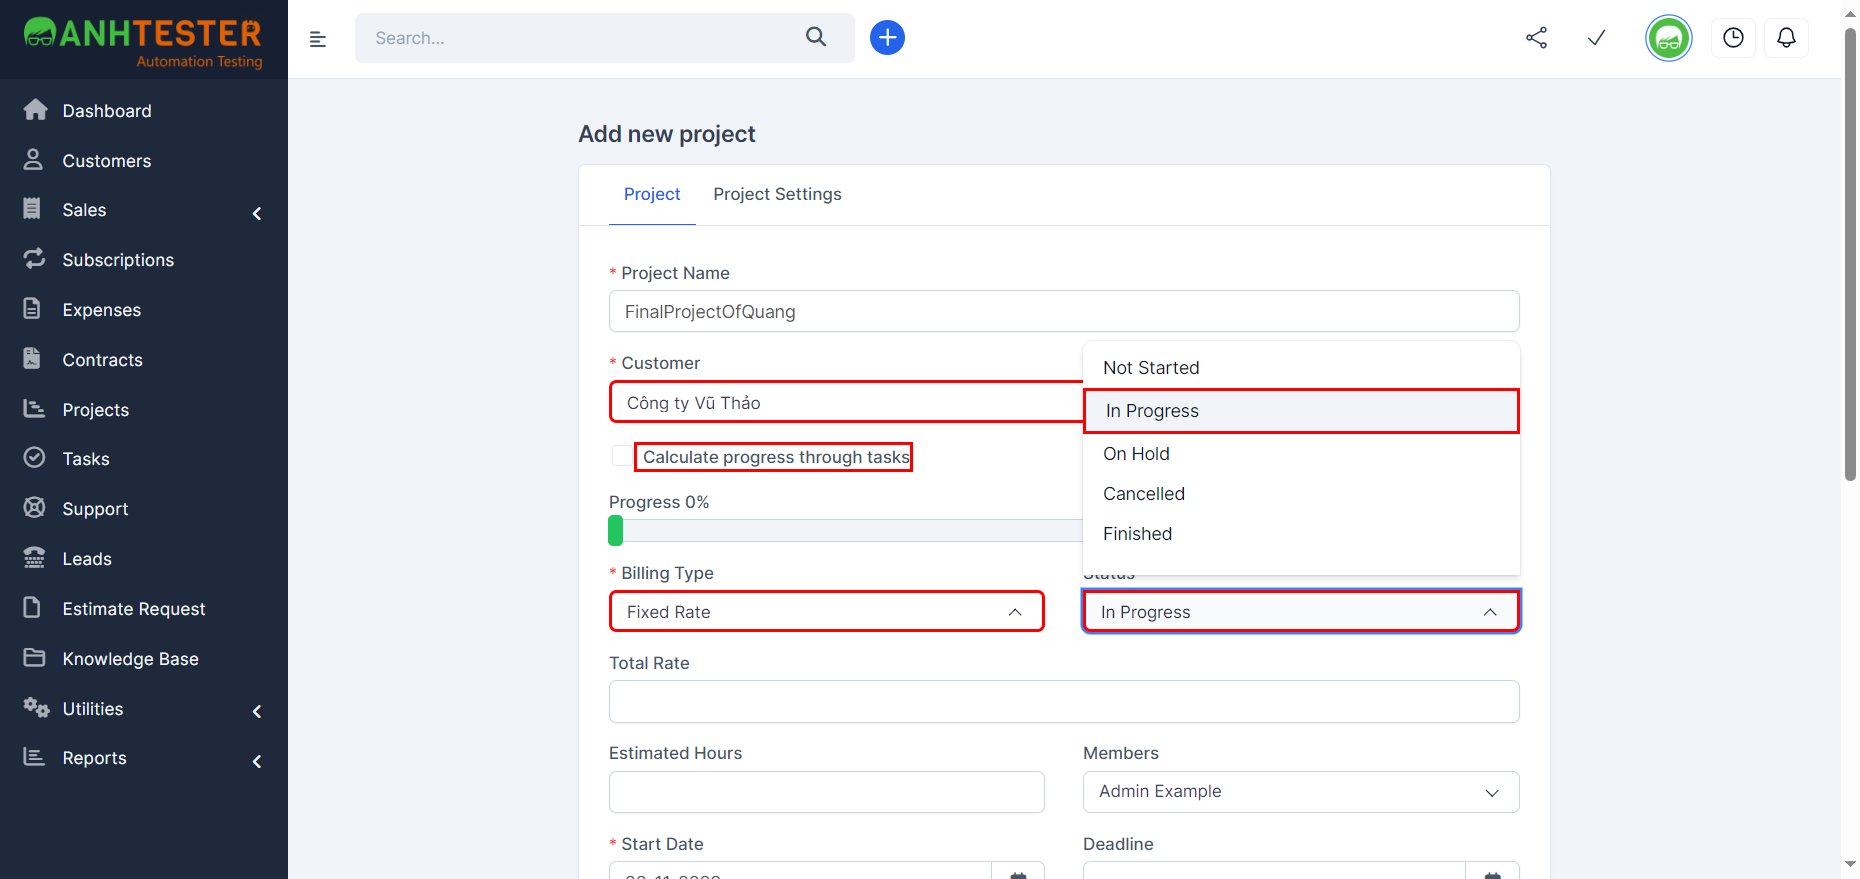 ANHTESTER
Automation Testing
Search...
Dashboard
Customers
Sales
Subscriptions
Expenses
Contracts
Projects
Tasks
Support
Leads
Estimate Request
Knowledge Base
Utilities
Reports
Add new project
Project
Project Settings
* Project Name
FinalProjectOfQuang
* Customer
Công ty Vũ Thảo
Calculate progress through tasks
Progress 0%
Not Started
In Progress
On Hold
Cancelled
Finished
* Billing Type
Status
Fixed Rate
In Progress
Total Rate
Estimated Hours
Members
Admin Example
* Start Date
Deadline